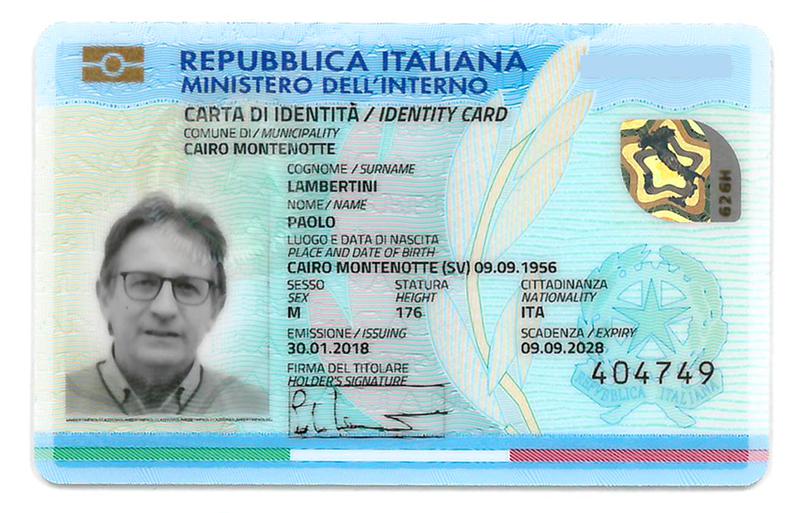 REPUBBLICA ITALIANA
MINISTERO DELL'INTERNO
CARTA DI IDENTITÀ / IDENTITY CARD
COMUNE DI / MUNICIPALITY
CAIRO MONTENOTTE
COGNOME / SURNAME
LAMBERTINI
NOME / NAME
PAOLO
LUOGO E DATA DI NASCITA
PLACE AND DATE OF BIRTH
CAIRO MONTENOTTE (SV) 09.09.1956
SESSO STATURA CITTADINANZA
SEX HEIGHT NATIONALITY
M 176 ITA
EMISSIONE / ISSUING SCADENZA / EXPIRY
30.01.2018 09.09.2028
404749
FIRMA DEL TITOLARE
HOLDER'S SIGNATURE
626H
REPUBBLICA ITALIANA